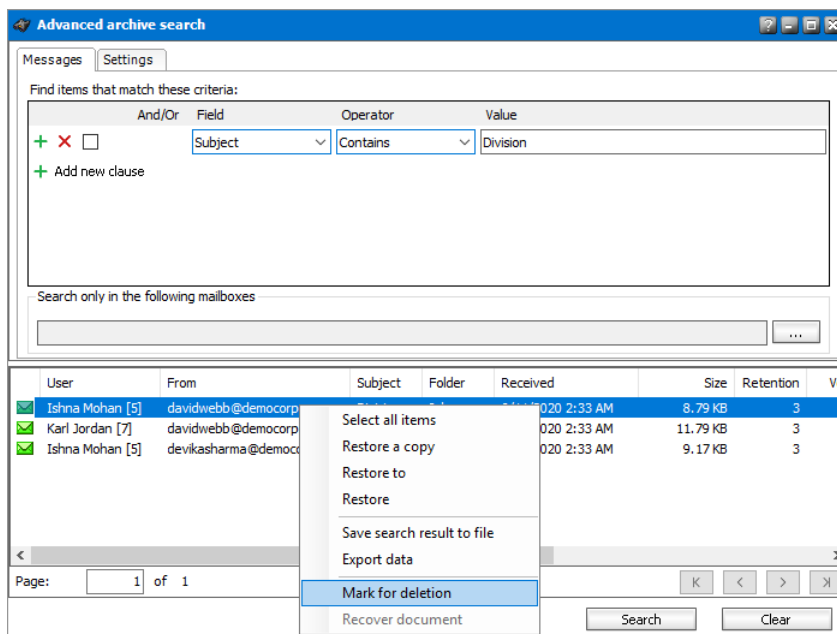 Advanced archive search
Messages Settings
Find items that match these criteria:
And/Or Field Operator Value
Subject Contains Division
Add new clause
Search only in the following mailboxes
...
User From Subject Folder Received Size Retention
Ishna Mohan [5] davidwebb@democorp 2020 2:33 AM 8.79 KB 3
Karl Jordan [7] davidwebb@democorp 2020 2:33 AM 11.79 KB 3
Ishna Mohan [5] devikasharma@democ 2020 2:33 AM 9.17 KB 3
Select all items
Restore a copy
Restore to
Restore
Save search result to file
Export data
Mark for deletion
Recover document
Page: 1 of 1
Search Clear